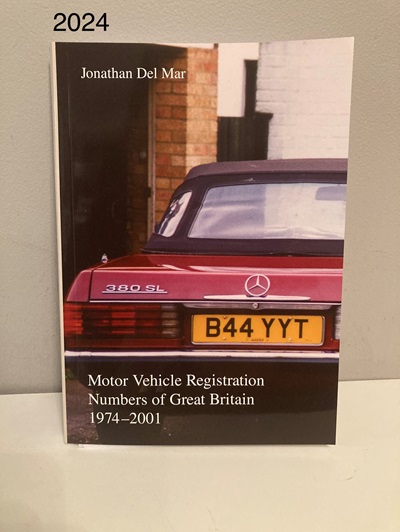 2024
Jonathan Del Mar
380 SL
B44 YYT
Motor Vehicle Registration
Numbers of Great Britain
1974–2001